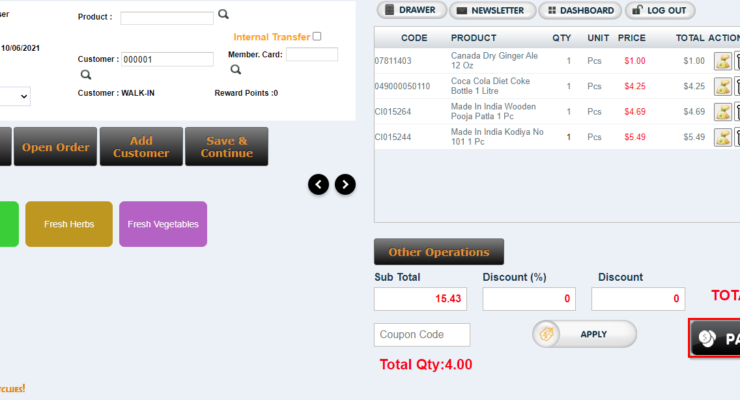 ser
Product :
Internal Transfer
10/06/2021
Customer : 000001
Member. Card:
Customer : WALK-IN
Reward Points :0
Open Order
Add Customer
Save & Continue
Fresh Herbs
Fresh Vegetables
DRAWER
NEWSLETTER
DASHBOARD
LOG OUT
CODE PRODUCT QTY UNIT PRICE TOTAL ACTION
07811403 Canada Dry Ginger Ale 12 Oz 1 Pcs $1.00 $1.00
049000050110 Coca Cola Diet Coke Bottle 1 Litre 1 Pcs $4.25 $4.25
CI015264 Made In India Wooden Pooja Patla 1 Pc 1 Pcs $4.69 $4.69
CI015244 Made In India Kodiya No 101 1 Pc 1 Pcs $5.49 $5.49
Other Operations
Sub Total Discount (%) Discount
15.43 0 0
TOTA
Coupon Code
APPLY
PA
Total Qty:4.00